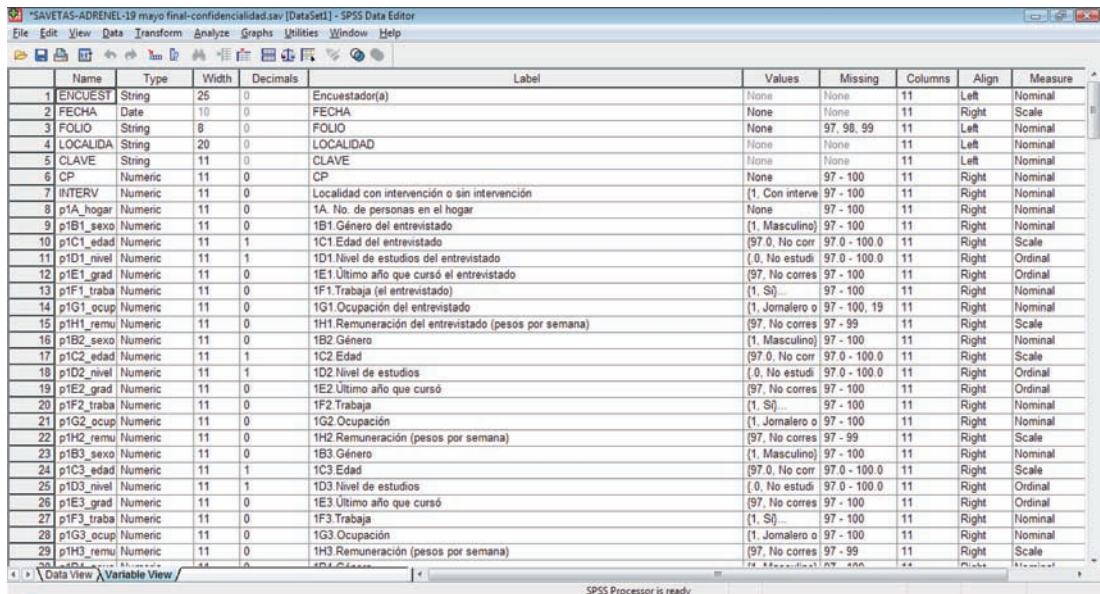 *SAVETAS-ADRENEL-19 mayo final-confidencialidad.sav [DataSet1] - SPSS Data Editor
File Edit View Data Transform Analyze Graphs Utilities Window Help
Name Type Width Decimals Label Values Missing Columns Align Measure
1 ENCUEST String 25 0 Encuestador(a) None None 11 Left Nominal
2 FECHA Date 10 0 FECHA None None 11 Right Scale
3 FOLIO String 8 0 FOLIO None 97, 98, 99 11 Left Nominal
4 LOCALIDA String 20 0 LOCALIDAD None None 11 Left Nominal
5 CLAVE String 11 0 CLAVE None None 11 Left Nominal
6 CP Numeric 11 0 CP None 97 - 100 11 Right Nominal
7 INTERV Numeric 11 0 Localidad con intervención o sin intervención {1, Con interve 97 - 100 11 Right Nominal
8 p1A_hogar Numeric 11 0 1A. No. de personas en el hogar None 97 - 100 11 Right Nominal
9 p1B1_sexo Numeric 11 0 1B1.Género del entrevistado {1, Masculino} 97 - 100 11 Right Nominal
10 p1C1_edad Numeric 11 1 1C1.Edad del entrevistado {97.0, No corr 97.0 - 100.0 11 Right Scale
11 p1D1_nivel Numeric 11 1 1D1.Nivel de estudios del entrevistado {.0, No estudi 97.0 - 100.0 11 Right Ordinal
12 p1E1_grad Numeric 11 0 1E1.Último año que cursó el entrevistado {97, No corres 97 - 100 11 Right Ordinal
13 p1F1_traba Numeric 11 0 1F1.Trabaja (el entrevistado) {1, Sí}... 97 - 100 11 Right Nominal
14 p1G1_ocup Numeric 11 0 1G1.Ocupación del entrevistado {1, Jornalero o 97 - 100, 19 11 Right Nominal
15 p1H1_remu Numeric 11 0 1H1.Remuneración del entrevistado (pesos por semana) {97, No corres 97 - 99 11 Right Scale
16 p1B2_sexo Numeric 11 0 1B2.Género {1, Masculino} 97 - 100 11 Right Nominal
17 p1C2_edad Numeric 11 1 1C2.Edad {97.0, No corr 97.0 - 100.0 11 Right Scale
18 p1D2_nivel Numeric 11 1 1D2.Nivel de estudios {.0, No estudi 97.0 - 100.0 11 Right Ordinal
19 p1E2_grad Numeric 11 0 1E2.Último año que cursó {97, No corres 97 - 100 11 Right Ordinal
20 p1F2_traba Numeric 11 0 1F2.Trabaja {1, Sí}... 97 - 100 11 Right Nominal
21 p1G2_ocup Numeric 11 0 1G2.Ocupación {1, Jornalero o 97 - 100 11 Right Nominal
22 p1H2_remu Numeric 11 0 1H2.Remuneración (pesos por semana) {97, No corres 97 - 99 11 Right Scale
23 p1B3_sexo Numeric 11 0 1B3.Género {1, Masculino} 97 - 100 11 Right Nominal
24 p1C3_edad Numeric 11 1 1C3.Edad {97.0, No corr 97.0 - 100.0 11 Right Scale
25 p1D3_nivel Numeric 11 1 1D3.Nivel de estudios {.0, No estudi 97.0 - 100.0 11 Right Ordinal
26 p1E3_grad Numeric 11 0 1E3.Último año que cursó {97, No corres 97 - 100 11 Right Ordinal
27 p1F3_traba Numeric 11 0 1F3.Trabaja {1, Sí}... 97 - 100 11 Right Nominal
28 p1G3_ocup Numeric 11 0 1G3.Ocupación {1, Jornalero o 97 - 100 11 Right Nominal
29 p1H3_remu Numeric 11 0 1H3.Remuneración (pesos por semana) {97, No corres 97 - 99 11 Right Scale
Data View Variable View
SPSS Processor is ready